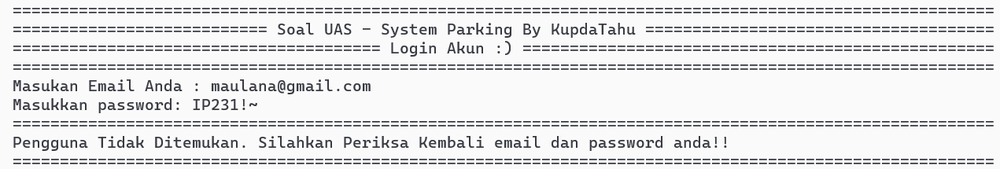 ========================================================================================================
=========================== Soal UAS - System Parking By KupdaTahu =====================================
======================================= Login Akun :) ==================================================
========================================================================================================
Masukan Email Anda : maulana@gmail.com
Masukkan password: IP231!~
========================================================================================================
Pengguna Tidak Ditemukan. Silahkan Periksa Kembali email dan password anda!!
========================================================================================================